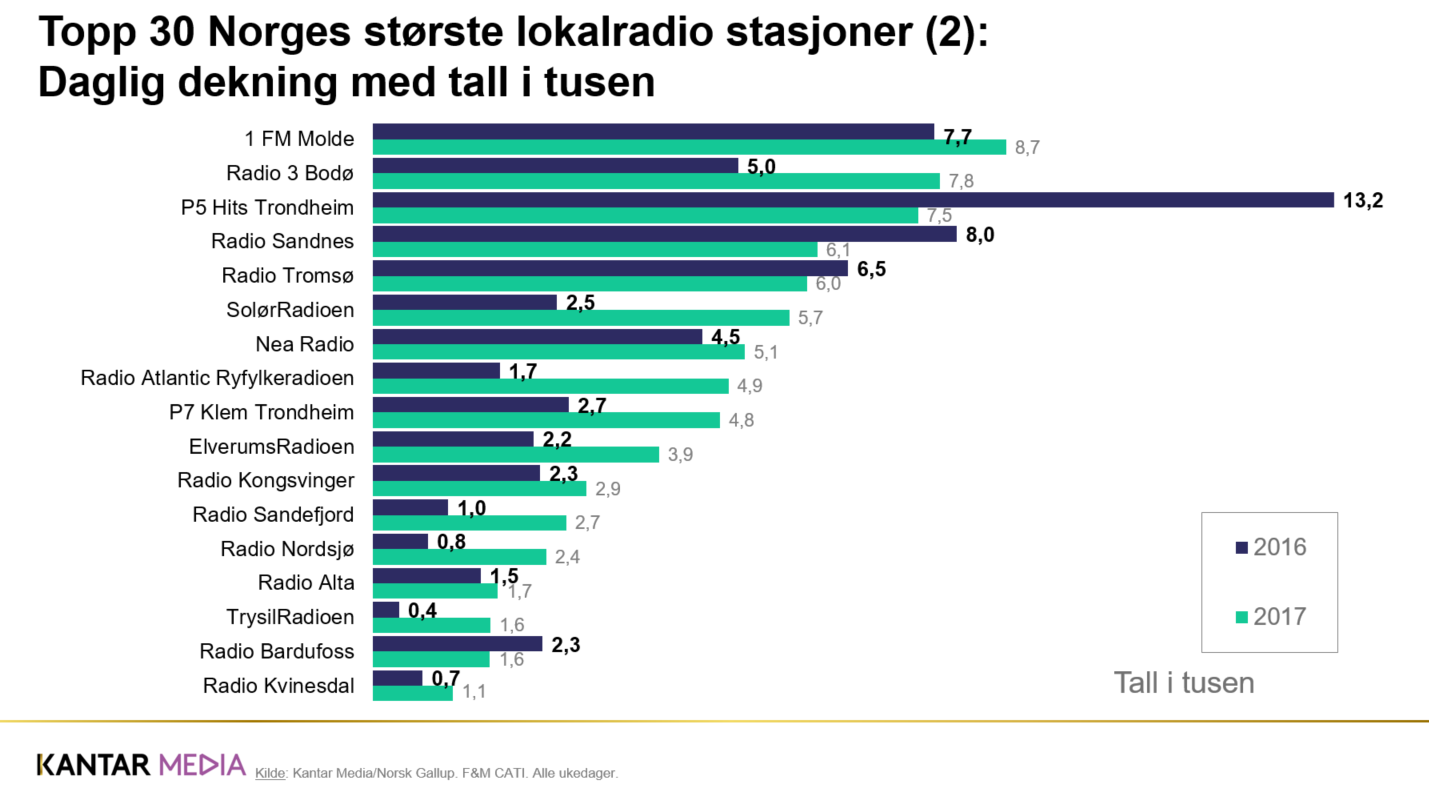 Topp 30 Norges største lokalradio stasjoner (2):
Daglig dekning med tall i tusen
1 FM Molde 7,7 8,7
Radio 3 Bodø 5,0 7,8
P5 Hits Trondheim 13,2 7,5
Radio Sandnes 8,0 6,1
Radio Tromsø 6,5 6,0
SolørRadioen 2,5 5,7
Nea Radio 4,5 5,1
Radio Atlantic Ryfylkeradioen 1,7 4,9
P7 Klem Trondheim 2,7 4,8
ElverumsRadioen 2,2 3,9
Radio Kongsvinger 2,3 2,9
Radio Sandefjord 1,0 2,7
Radio Nordsjø 0,8 2,4
Radio Alta 1,5 1,7
TrysilRadioen 0,4 1,6
Radio Bardufoss 2,3 1,6
Radio Kvinesdal 0,7 1,1
2016
2017
Tall i tusen
KANTAR MEDIA
Kilde: Kantar Media/Norsk Gallup. F&M CATI. Alle ukedager.